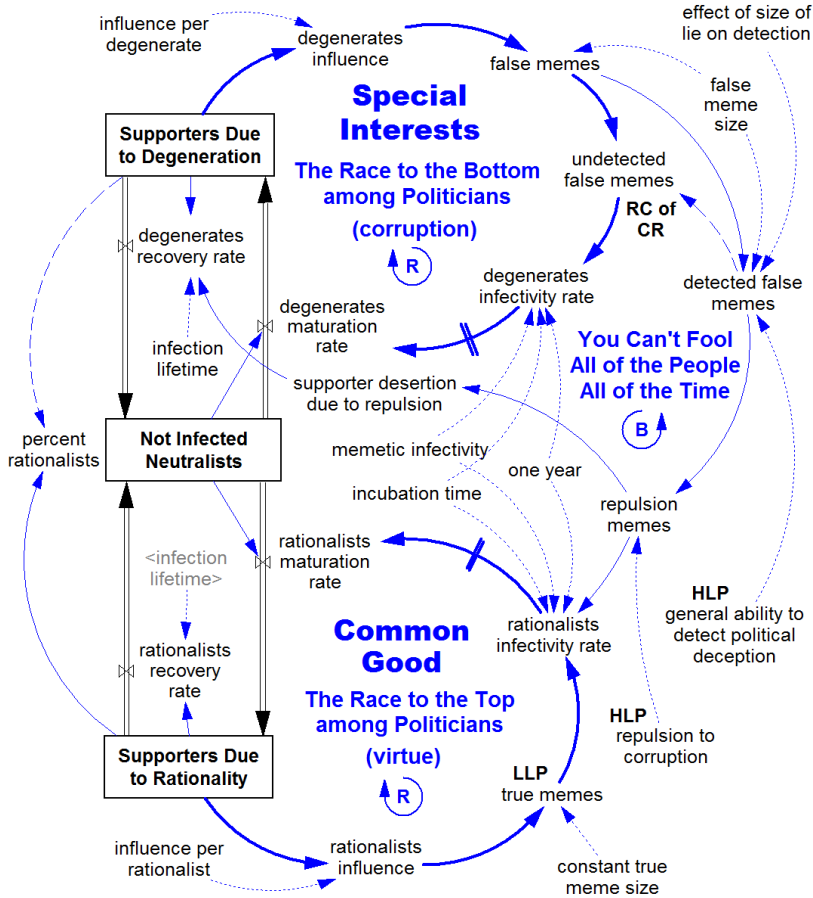 influence per
degenerate
degenerates
influence
false memes
effect of size of
lie on detection
false
meme
size
Special
Interests
The Race to the Bottom
among Politicians
(corruption)
R
Supporters Due
to Degeneration
undetected
false memes
RC of
CR
degenerates
recovery rate
degenerates
infectivity rate
detected false
memes
degenerates
maturation
rate
infection
lifetime
You Can't Fool
All of the People
All of the Time
B
supporter desertion
due to repulsion
percent
rationalists
Not Infected
Neutralists
memetic infectivity
one year
incubation time
repulsion
memes
rationalists
maturation
rate
<infection
lifetime>
HLP
general ability to
detect political
deception
rationalists
infectivity rate
Common
Good
The Race to the Top
among Politicians
(virtue)
R
rationalists
recovery
rate
HLP
repulsion to
corruption
Supporters Due
to Rationality
LLP
true memes
influence per
rationalist
rationalists
influence
constant true
meme size